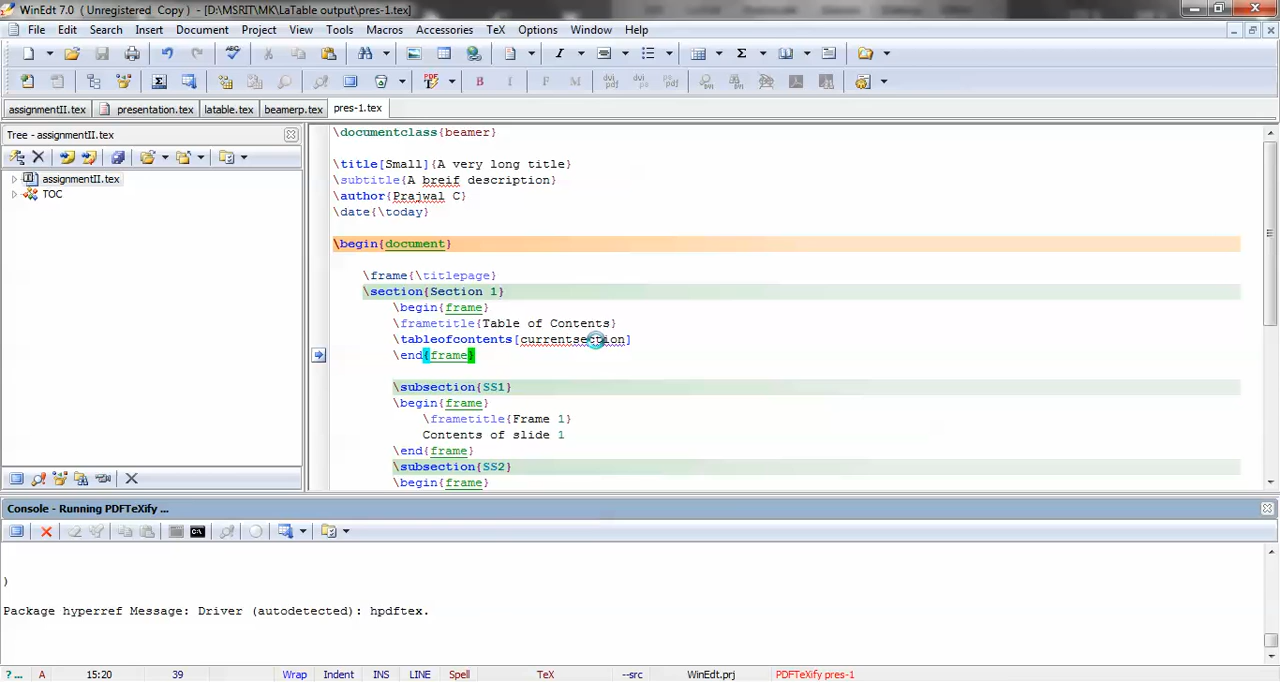 WinEdt 7.0  (Unregistered  Copy ) - [D:\MSRIT\MK\LaTable output\pres-1.tex]
File Edit Search Insert Document Project View Tools Macros Accessories TeX Options Window Help
assignmentII.tex presentation.tex latable.tex beamerp.tex pres-1.tex
Tree - assignmentII.tex
assignmentII.tex
TOC
\documentclass{beamer}
\title[Small]{A very long title}
\subtitle{A breif description}
\author{Prajwal C}
\date{\today}
\begin{document}
\frame{\titlepage}
\section{Section 1}
\begin{frame}
\frametitle{Table of Contents}
\tableofcontents[currentsection]
\end{frame}
\subsection{SS1}
\begin{frame}
\frametitle{Frame 1}
Contents of slide 1
\end{frame}
\subsection{SS2}
\begin{frame}
Console - Running PDFTeXify ...
)
Package hyperref Message: Driver (autodetected): hpdftex.
? ... A 15:20 39 Wrap Indent INS LINE Spell TeX --src WinEdt.prj PDFTeXify pres-1